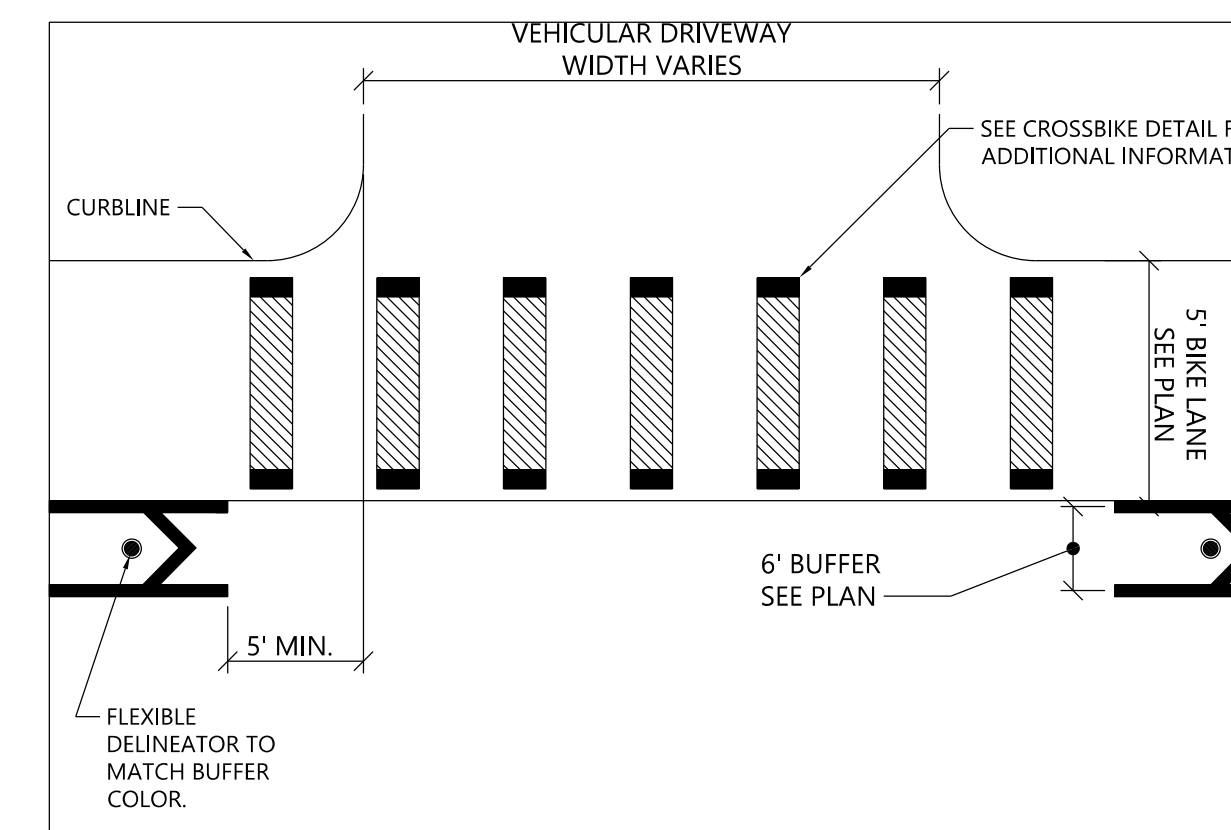 VEHICULAR DRIVEWAY
WIDTH VARIES
SEE CROSSBIKE DETAIL
ADDITIONAL
CURBLINE
5' BIKE LANE
SEE PLAN
6' BUFFER
SEE PLAN
5' MIN.
FLEXIBLE
DELINEATOR TO
MATCH BUFFER
COLOR.